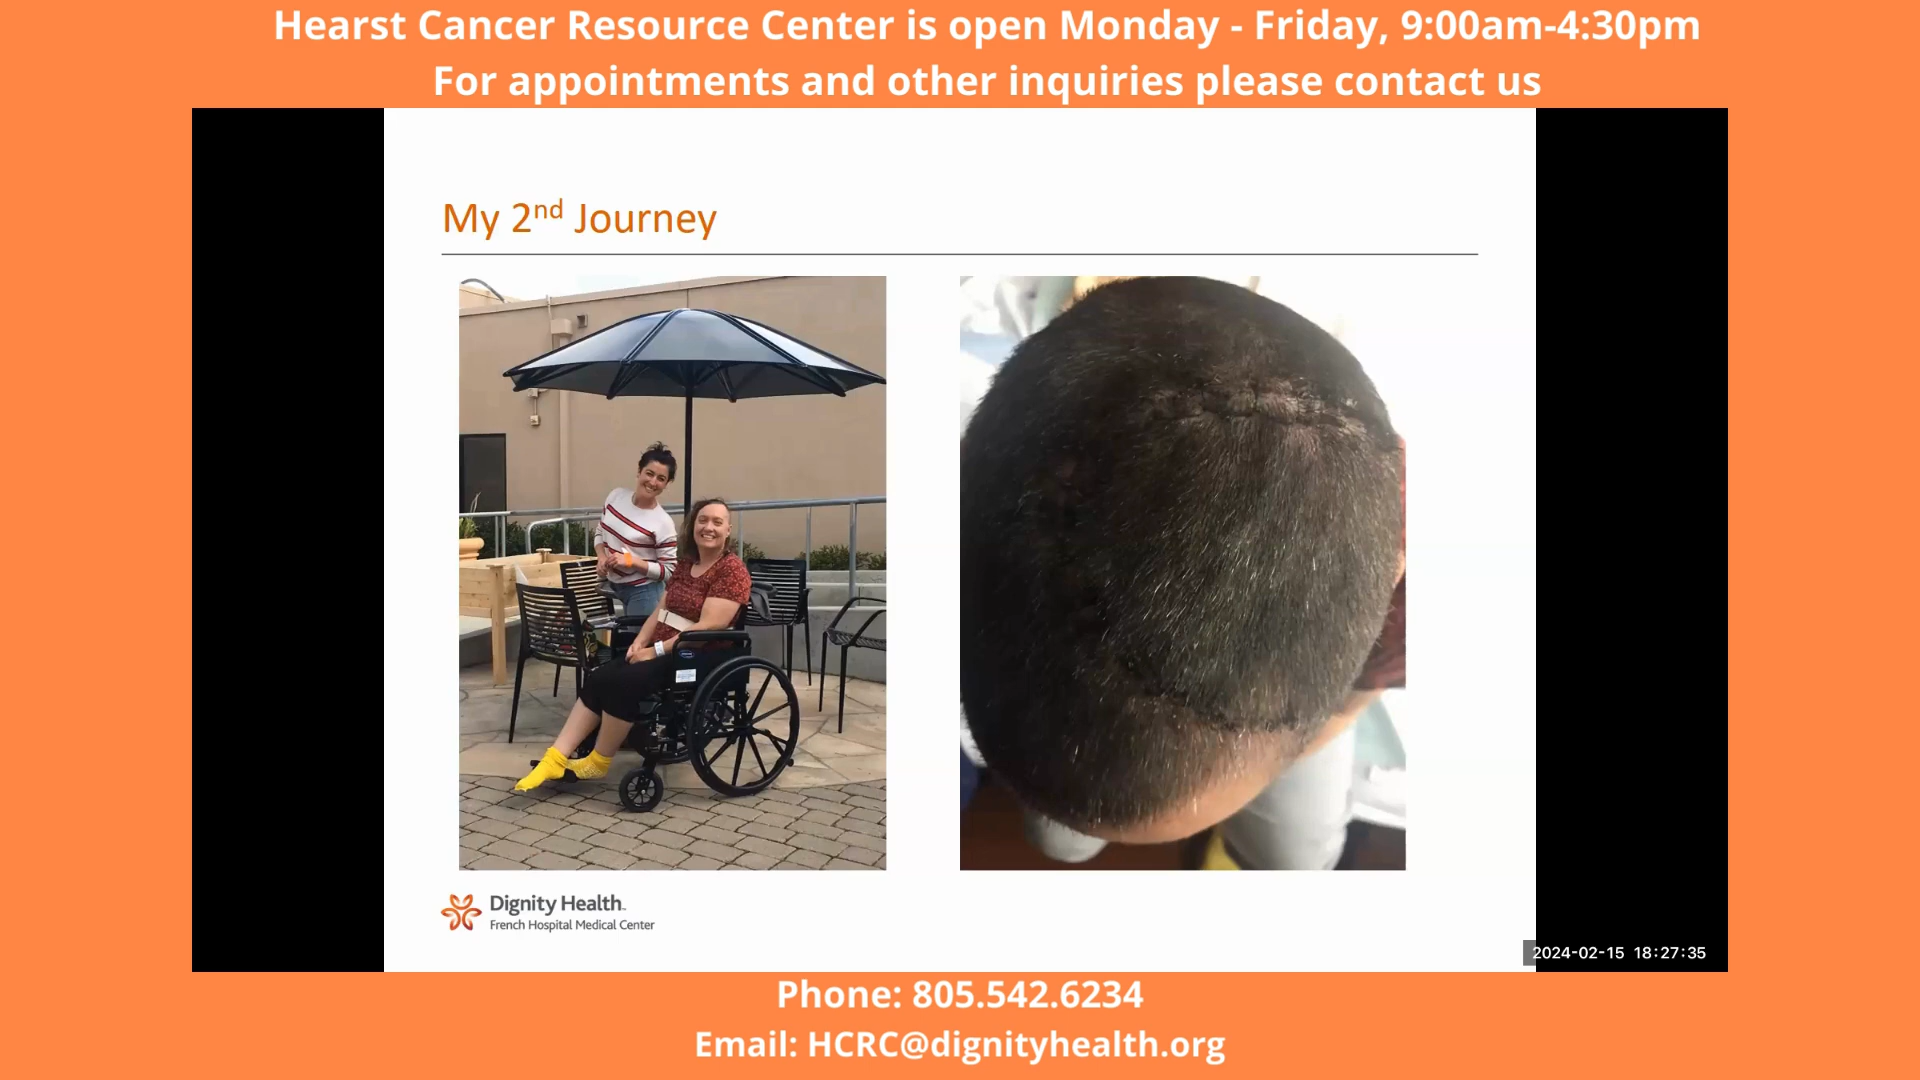 Hearst Cancer Resource Center is open Monday - Friday, 9:00am-4:30pm
For appointments and other inquiries please contact us
My 2nd Journey
Dignity Health™
French Hospital Medical Center
2024-02-15 18:27:35
Phone: 805.542.6234
Email: HCRC@dignityhealth.org